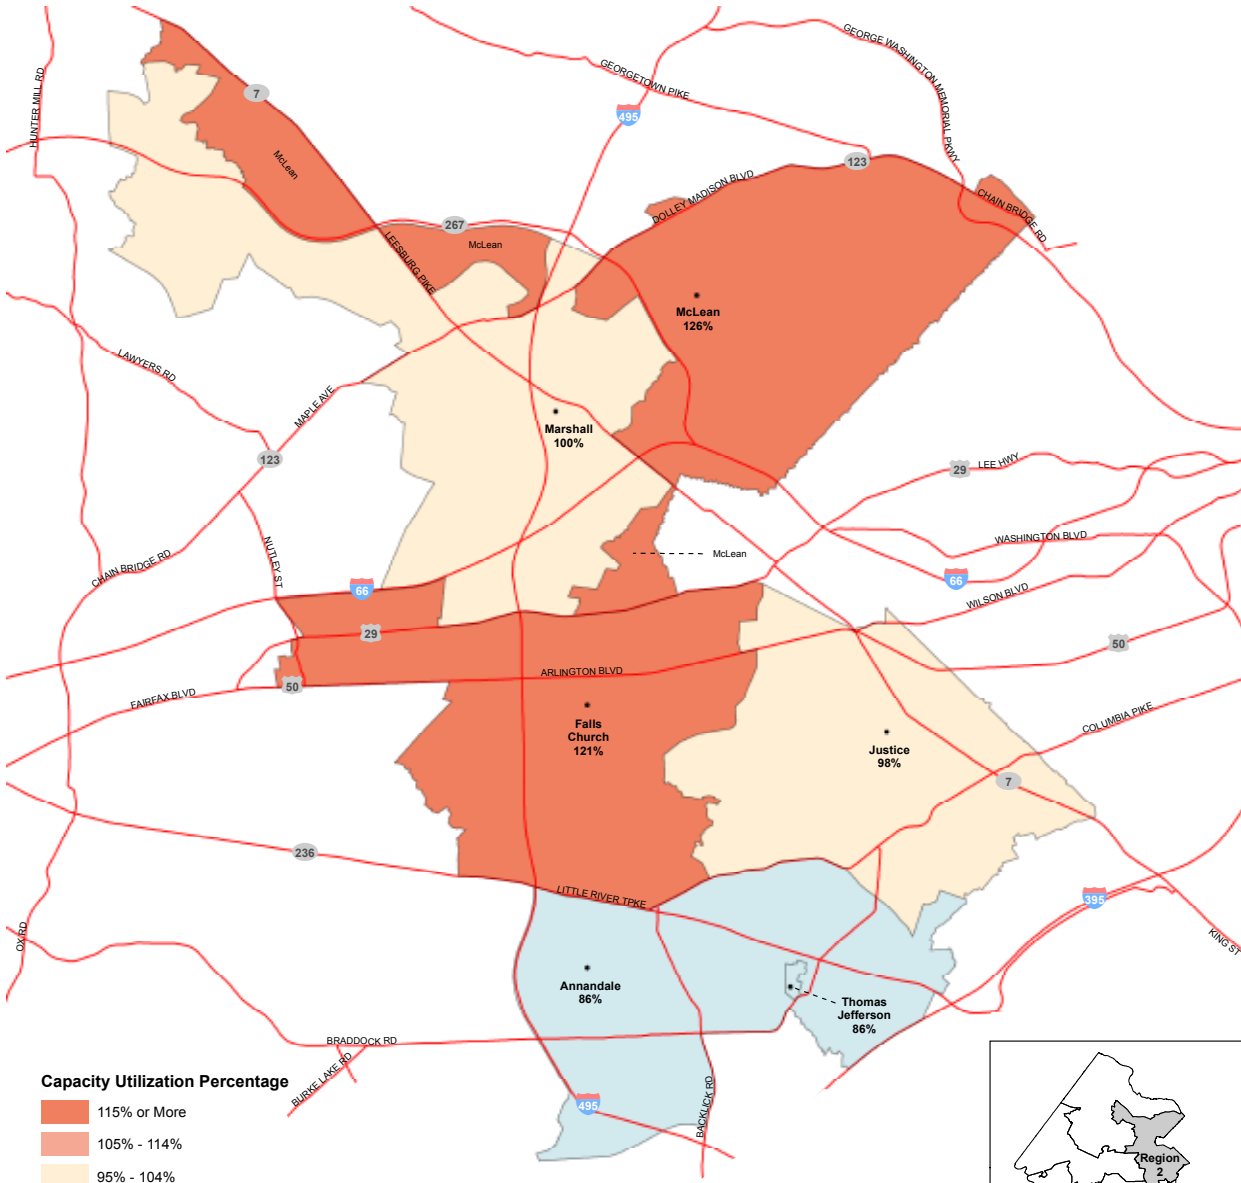 HUNTER MILL RD
7
McLean
GEORGETOWN PIKE
495
GEORGE WASHINGTON MEMORIAL PKWY
123
DOLLEY MADISON BLVD
CHAIN BRIDGE RD
267
McLean
LEESBURG PIKE
McLean
126%
LAWYERS RD
MAPLE AVE
Marshall
100%
123
29
LEE HWY
CHAIN BRIDGE RD
NUTLEY ST
WASHINGTON BLVD
McLean
66
66
WILSON BLVD
29
50
ARLINGTON BLVD
50
FAIRFAX BLVD
COLUMBIA PIKE
Falls
Church
121%
Justice
98%
7
236
LITTLE RIVER TPKE
395
OX RD
KING ST
Annandale
86%
Thomas
Jefferson
86%
BRADDOCK RD
BURKE LAKE RD
BACKLICK RD
495
Capacity Utilization Percentage
115% or More
105% - 114%
95% - 104%
Region
2